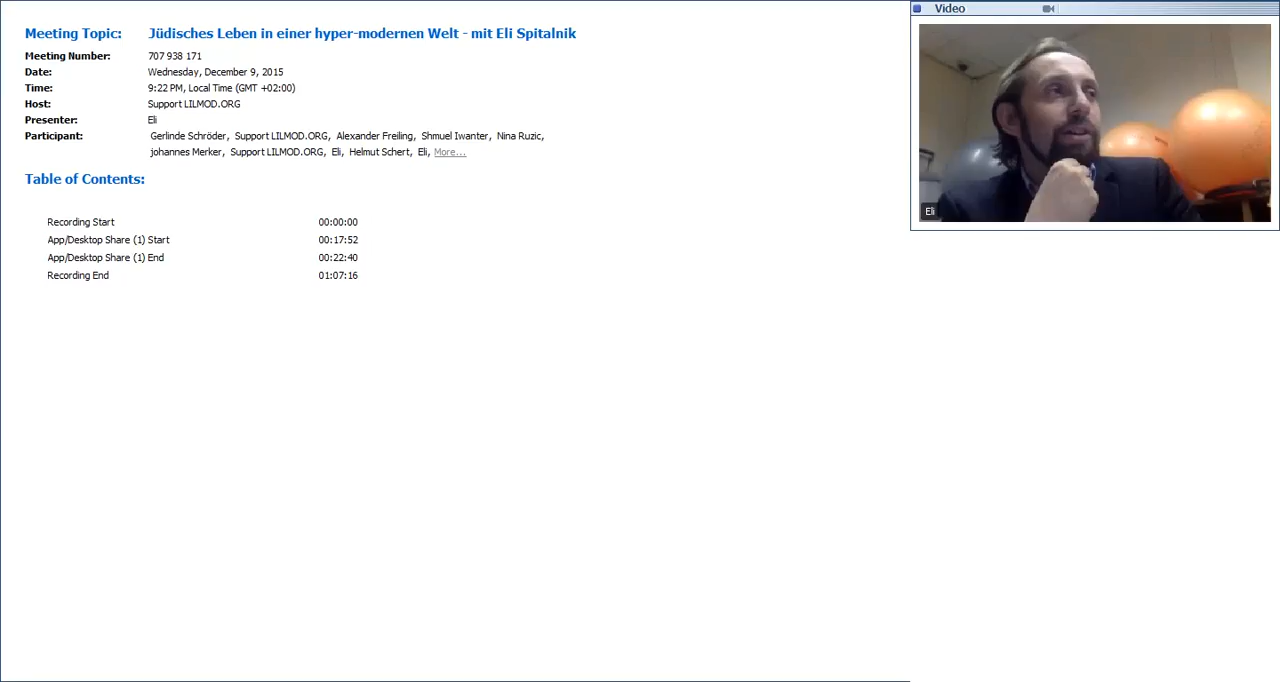 Meeting Topic: Jüdisches Leben in einer hyper-modernen Welt - mit Eli Spitalnik
Meeting Number: 707 938 171
Date: Wednesday, December 9, 2015
Time: 9:22 PM, Local Time (GMT +02:00)
Host: Support LILMOD.ORG
Presenter: Eli
Participant: Gerlinde Schröder, Support LILMOD.ORG, Alexander Freiling, Shmuel Iwanter, Nina Ruzic,
johannes Merker, Support LILMOD.ORG, Eli, Helmut Schert, Eli, More...
Table of Contents:
Recording Start 00:00:00
App/Desktop Share (1) Start 00:17:52
App/Desktop Share (1) End 00:22:40
Recording End 01:07:16
Video
Eli